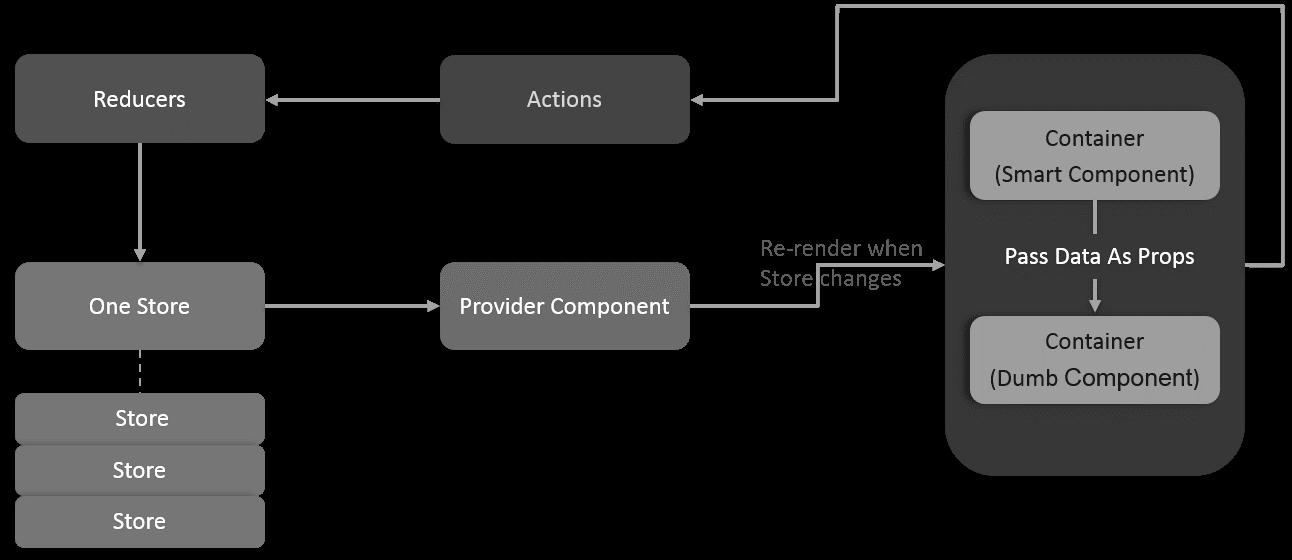 Reducers
Actions
Container
(Smart Component)
Re-render when
Store changes
Pass Data As Props
One Store
Provider Component
Container
(Dumb Component)
Store
Store
Store